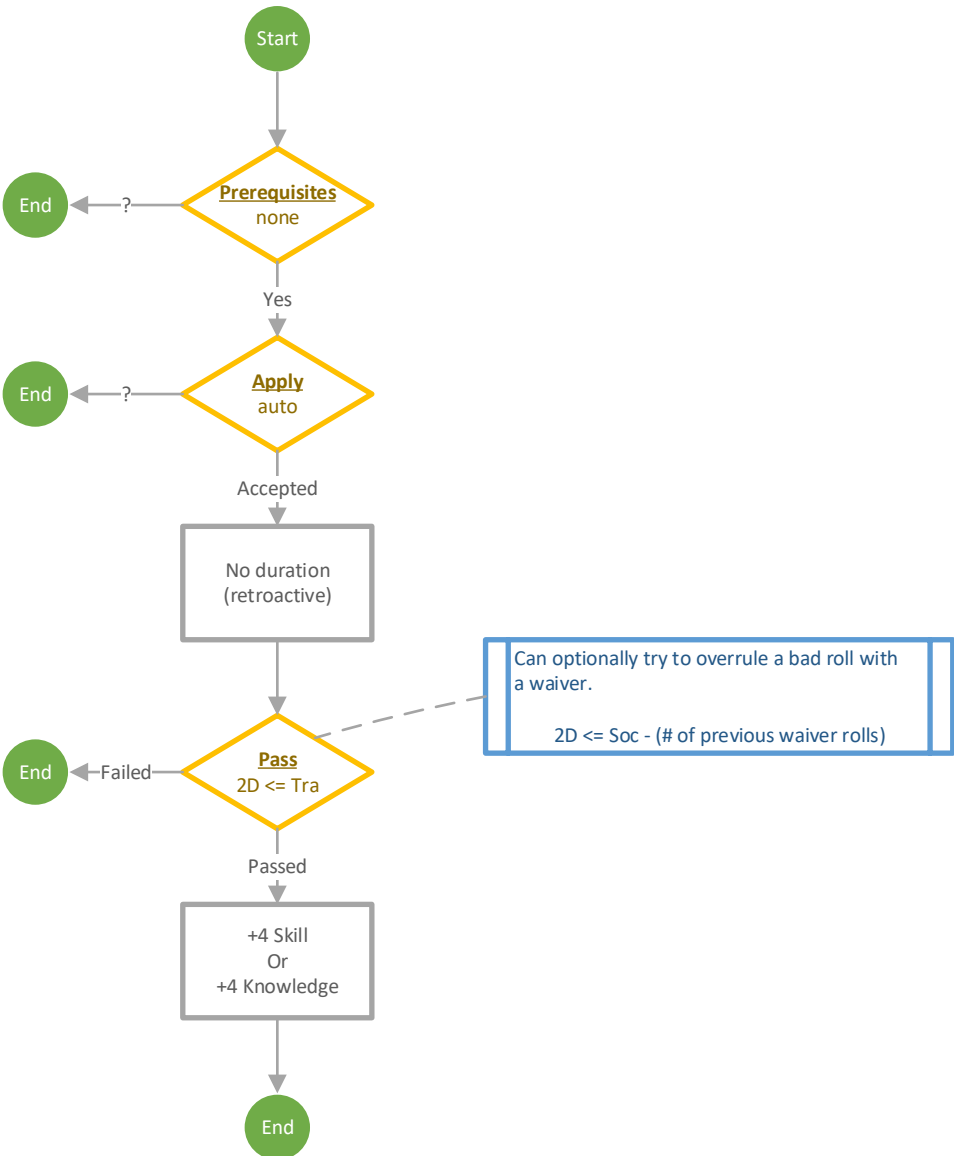 Start
Prerequisites
none
?
End
Yes
Apply
auto
?
End
Accepted
No duration
(retroactive)
Can optionally try to overrule a bad roll with
a waiver.
2D <= Soc - (# of previous waiver rolls)
Pass
2D <= Tra
Failed
End
Passed
+4 Skill
Or
+4 Knowledge
End